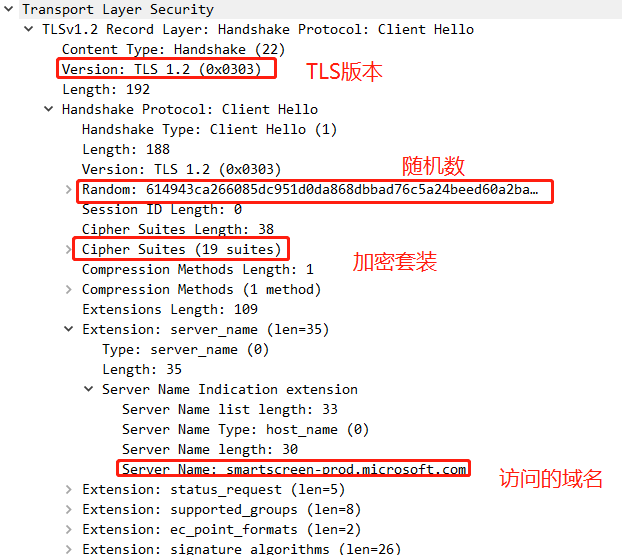 Transport Layer Security
TLSv1.2 Record Layer: Handshake Protocol: Client Hello
Content Type: Handshake (22)
Version: TLS 1.2 (0x0303)
TLS版本
Length: 192
Handshake Protocol: Client Hello
Handshake Type: Client Hello (1)
Length: 188
Version: TLS 1.2 (0x0303)
随机数
Random: 614943ca266085dc951d0da868dbbad76c5a24beed60a2ba…
Session ID Length: 0
Cipher Suites Length: 38
Cipher Suites (19 suites)
加密套装
Compression Methods Length: 1
Compression Methods (1 method)
Extensions Length: 109
Extension: server_name (len=35)
Type: server_name (0)
Length: 35
Server Name Indication extension
Server Name list length: 33
Server Name Type: host_name (0)
Server Name length: 30
Server Name: smartscreen-prod.microsoft.com
访问的域名
Extension: status_request (len=5)
Extension: supported_groups (len=8)
Extension: ec_point_formats (len=2)
Extension: signature_algorithms (len=26)